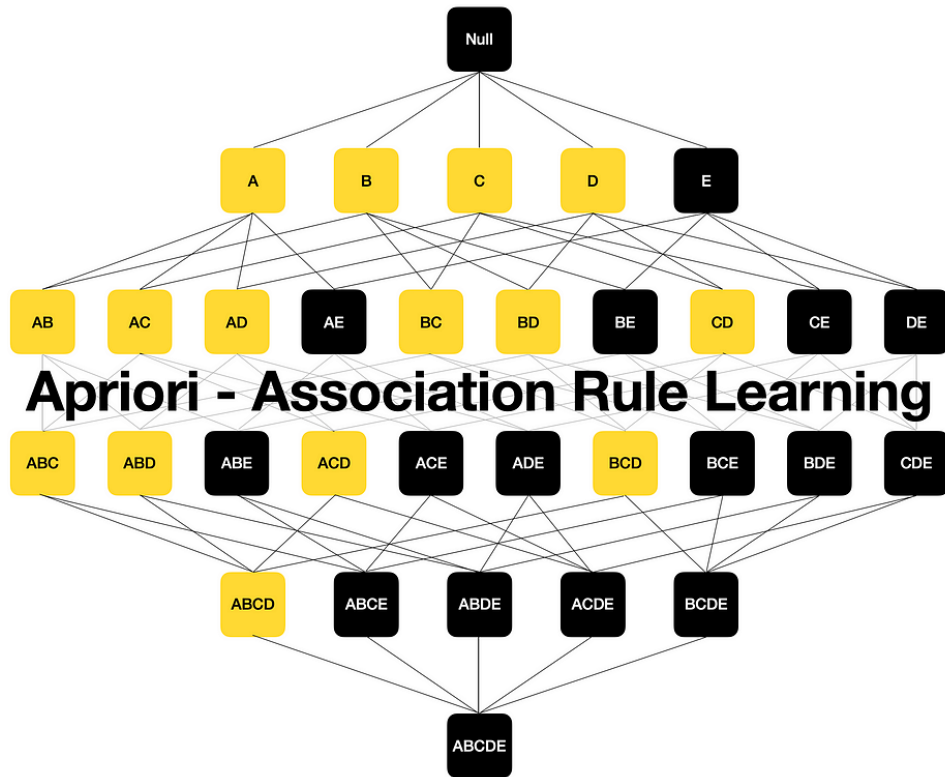 Null
A B C D E
AB AC AD AE BC BD BE CD CE DE
Apriori - Association Rule Learning
ABC ABD ABE ACD ACE ADE BCD BCE BDE CDE
ABCD ABCE ABDE ACDE BCDE
ABCDE